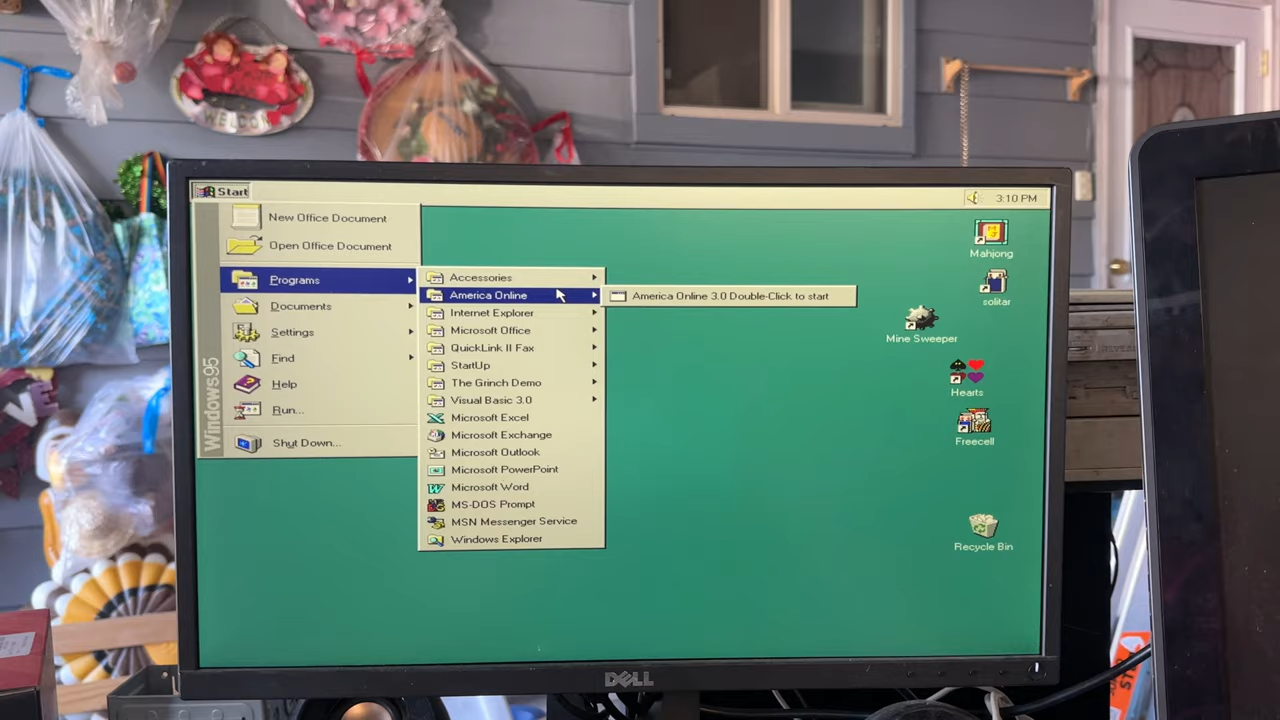 WELCOM
Start
3:10 PM
New Office Document
Open Office Document
Programs
Documents
Settings
Find
Help
Run...
Shut Down...
Windows95
Accessories
America Online
Internet Explorer
Microsoft Office
QuickLink II Fax
StartUp
The Grinch Demo
Visual Basic 3.0
Microsoft Excel
Microsoft Exchange
Microsoft Outlook
Microsoft PowerPoint
Microsoft Word
MS-DOS Prompt
MSN Messenger Service
Windows Explorer
America Online 3.0 Double-Click to start
Mahjong
solitar
Mine Sweeper
Hearts
Freecell
Recycle Bin
DELL